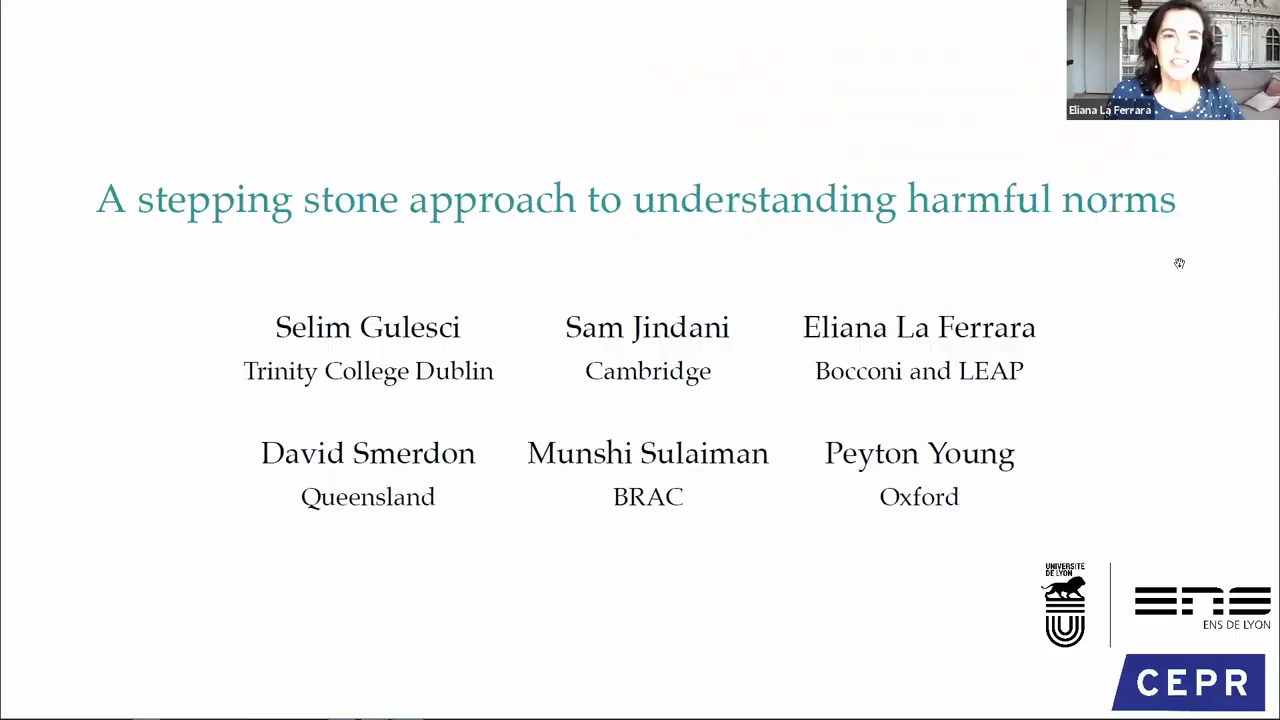 Eliana La Ferrara
A stepping stone approach to understanding harmful norms
Selim Gulesci Sam Jindani Eliana La Ferrara
Trinity College Dublin Cambridge Bocconi and LEAP
David Smerdon Munshi Sulaiman Peyton Young
Queensland BRAC Oxford
UNIVERSITE
DE LYON
ENS
ENS DE LYON
CEPR